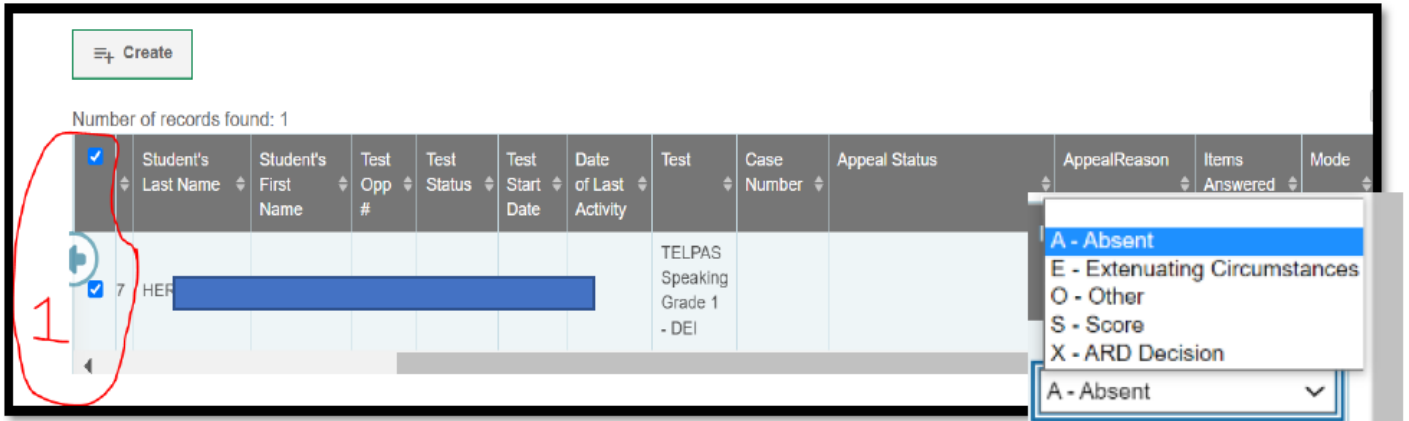 Create
Number of records found: 1
Student's Last Name
Student's First Name
Test Opp #
Test Status
Test Start Date
Date of Last Activity
Test
Case Number
Appeal Status
AppealReason
Items Answered
Mode
1
7
HER
TELPAS
Speaking
Grade 1
- DEI
A - Absent
E - Extenuating Circumstances
O - Other
S - Score
X - ARD Decision
A - Absent